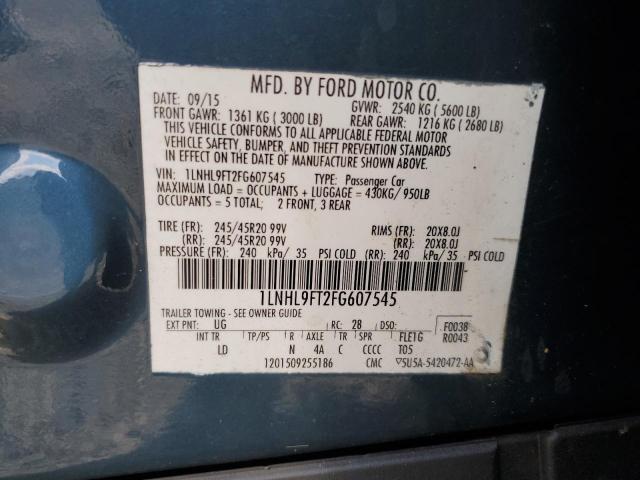 MFD. BY FORD MOTOR CO.
DATE: 09/15 GVWR: 2540 KG ( 5600 LB)
FRONT GAWR: 1361 KG ( 3000 LB) REAR GAWR: 1216 KG ( 2680 LB)
THIS VEHICLE CONFORMS TO ALL APPLICABLE FEDERAL MOTOR
VEHICLE SAFETY, BUMPER, AND THEFT PREVENTION STANDARDS
IN EFFECT ON THE DATE OF MANUFACTURE SHOWN ABOVE.
VIN: 1LNHL9FT2FG607545 TYPE: Passenger Car
MAXIMUM LOAD = OCCUPANTS + LUGGAGE = 430KG/950LB
OCCUPANTS = 5 TOTAL; 2 FRONT, 3 REAR
TIRE (FR): 245/45R20 99V RIMS (FR): 20X8.0J
(RR): 245/45R20 99V (RR): 20X8.0J
PRESSURE (FR): 240 kPa/ 35 PSI COLD (RR): 240 kPa/ 35 PSI COLD
1LNHL9FT2FG607545
TRAILER TOWING - SEE OWNERS GUIDE
EXT PNT: UG RC: 28 DSO: F0038
INT TR TP/PS R AXLE TR SPR FLE1G R0043
LD N 4A C CCCC T05
1201509255186 CMC ▽5U5A-5420472-AA